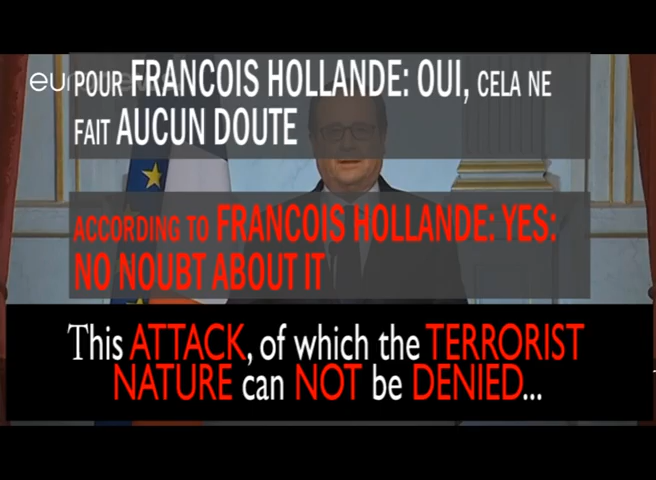 euronews.
POUR FRANCOIS HOLLANDE: OUI, CELA NE
FAIT AUCUN DOUTE
ACCORDING TO FRANCOIS HOLLANDE: YES:
NO NOUBT ABOUT IT
This ATTACK, of which the TERRORIST
NATURE can NOT be DENIED...